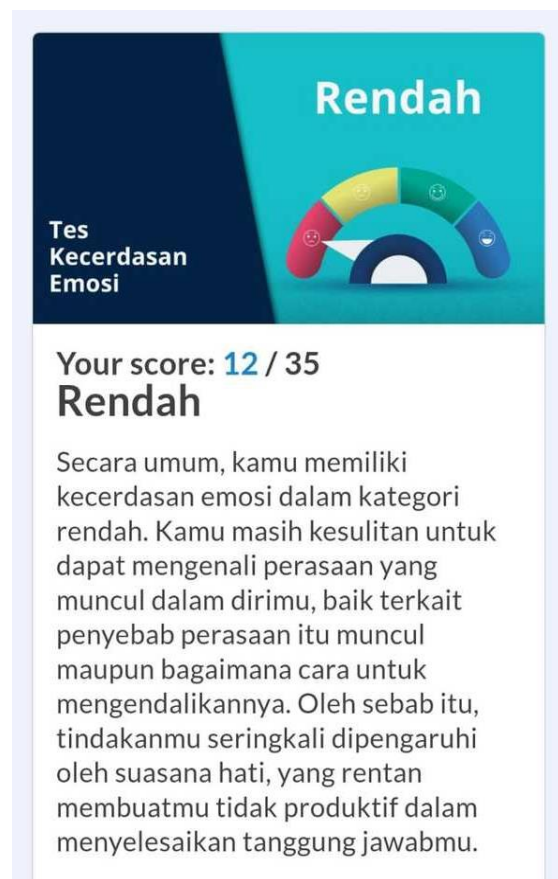 Rendah
Tes
Kecerdasan
Emosi
Your score: 12 / 35
Rendah
Secara umum, kamu memiliki
kecerdasan emosi dalam kategori
rendah. Kamu masih kesulitan untuk
dapat mengenali perasaan yang
muncul dalam dirimu, baik terkait
penyebab perasaan itu muncul
maupun bagaimana cara untuk
mengendalikannya. Oleh sebab itu,
tindakanmu seringkali dipengaruhi
oleh suasana hati, yang rentan
membuatmu tidak produktif dalam
menyelesaikan tanggung jawabmu.